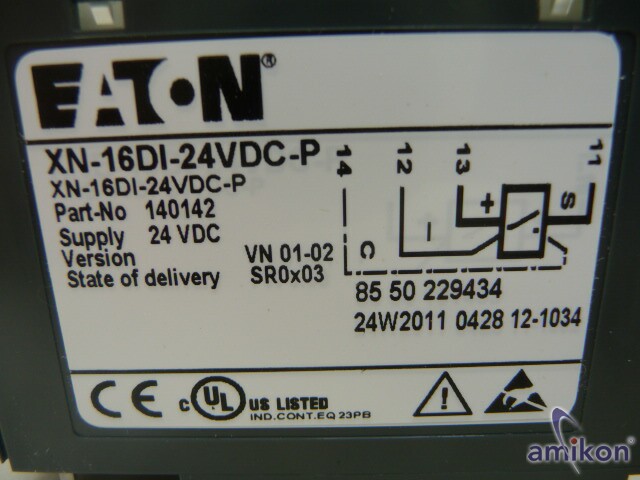 EATON®
XN-16DI-24VDC-P
XN-16DI-24VDC-P
Part-No 140142
Supply 24 VDC
Version VN 01-02
State of delivery SR0x03
14 12 13 11
+ S
−
C
85 50 229434
24W2011 0428 12-1034
CE c UL US LISTED
IND.CONT.EQ 23PB
amikon